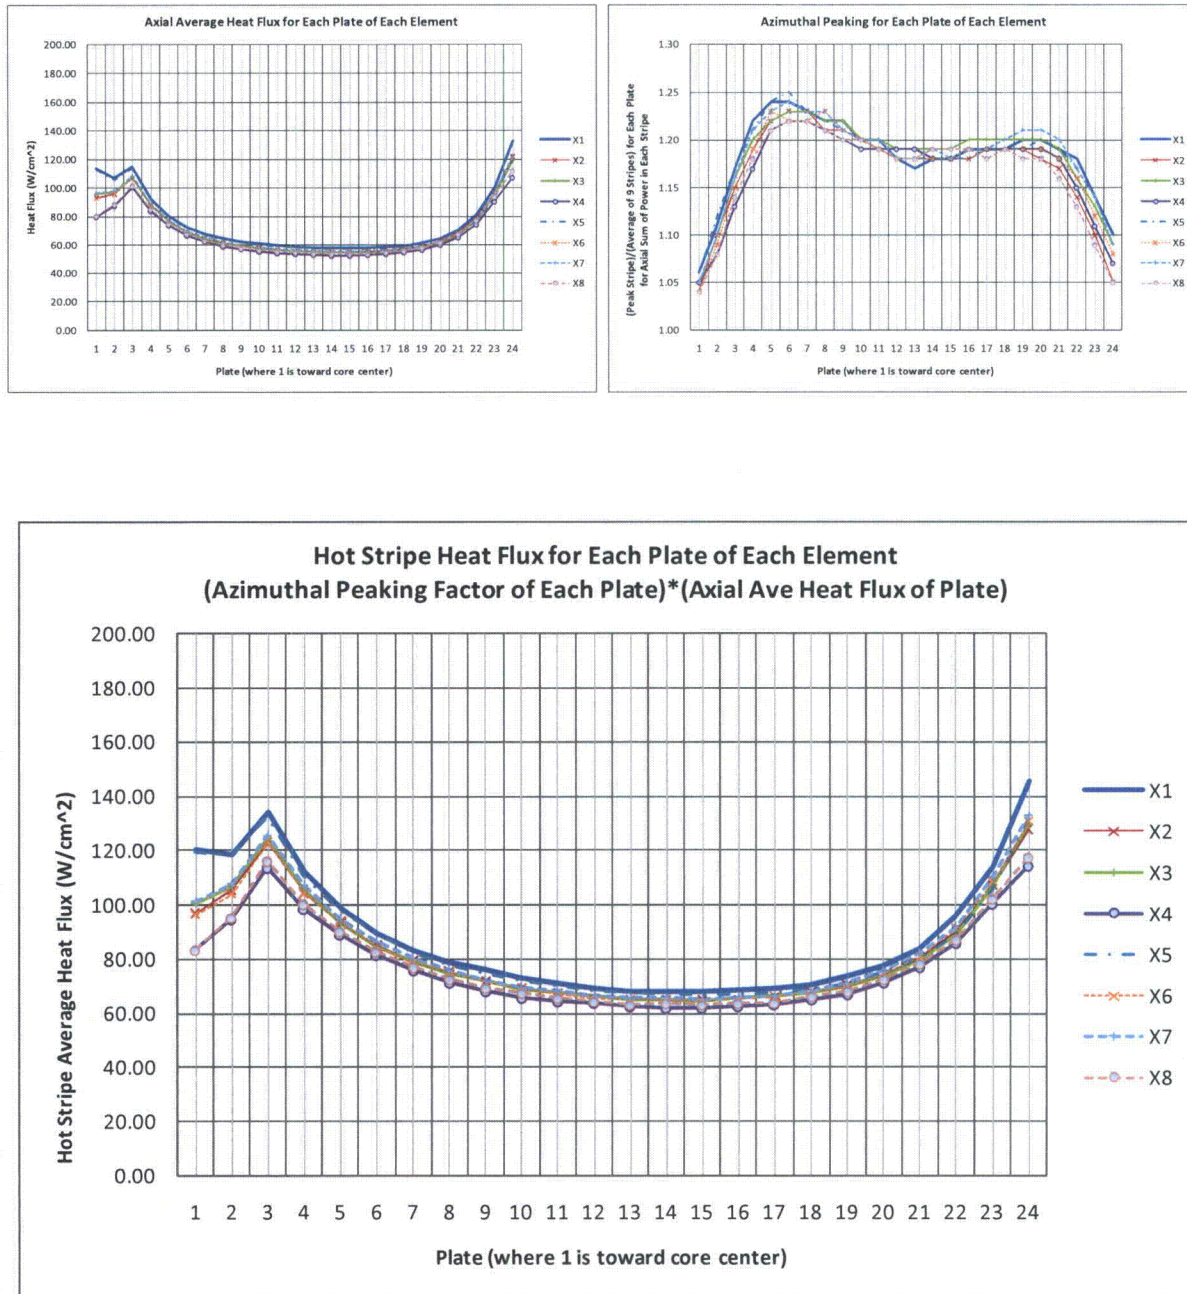 Axial Average Heat Flux for Each Plate of Each Element
200.00
180.00
160.00
140.00
120.00
100.00
80.00
60.00
40.00
20.00
0.00
Heat Flux (W/cm^2)
1 2 3 4 5 6 7 8 9 10 11 12 13 14 15 16 17 18 19 20 21 22 23 24
Plate (where 1 is toward core center)
X1
X2
X3
X4
X5
X6
X7
X8
Azimuthal Peaking for Each Plate of Each Element
1.30
1.25
1.20
1.15
1.10
1.05
1.00
(Peak Stripe)/(Average of 9 Stripes) for Each Plate
for Axial Sum of Power in Each Stripe
1 2 3 4 5 6 7 8 9 10 11 12 13 14 15 16 17 18 19 20 21 22 23 24
Plate (where 1 is toward core center)
X1
X2
X3
X4
X5
X6
X7
X8
Hot Stripe Heat Flux for Each Plate of Each Element
(Azimuthal Peaking Factor of Each Plate)*(Axial Ave Heat Flux of Plate)
200.00
180.00
160.00
140.00
120.00
100.00
80.00
60.00
40.00
20.00
0.00
Hot Stripe Average Heat Flux (W/cm^2)
1 2 3 4 5 6 7 8 9 10 11 12 13 14 15 16 17 18 19 20 21 22 23 24
Plate (where 1 is toward core center)
X1
X2
X3
X4
X5
X6
X7
X8